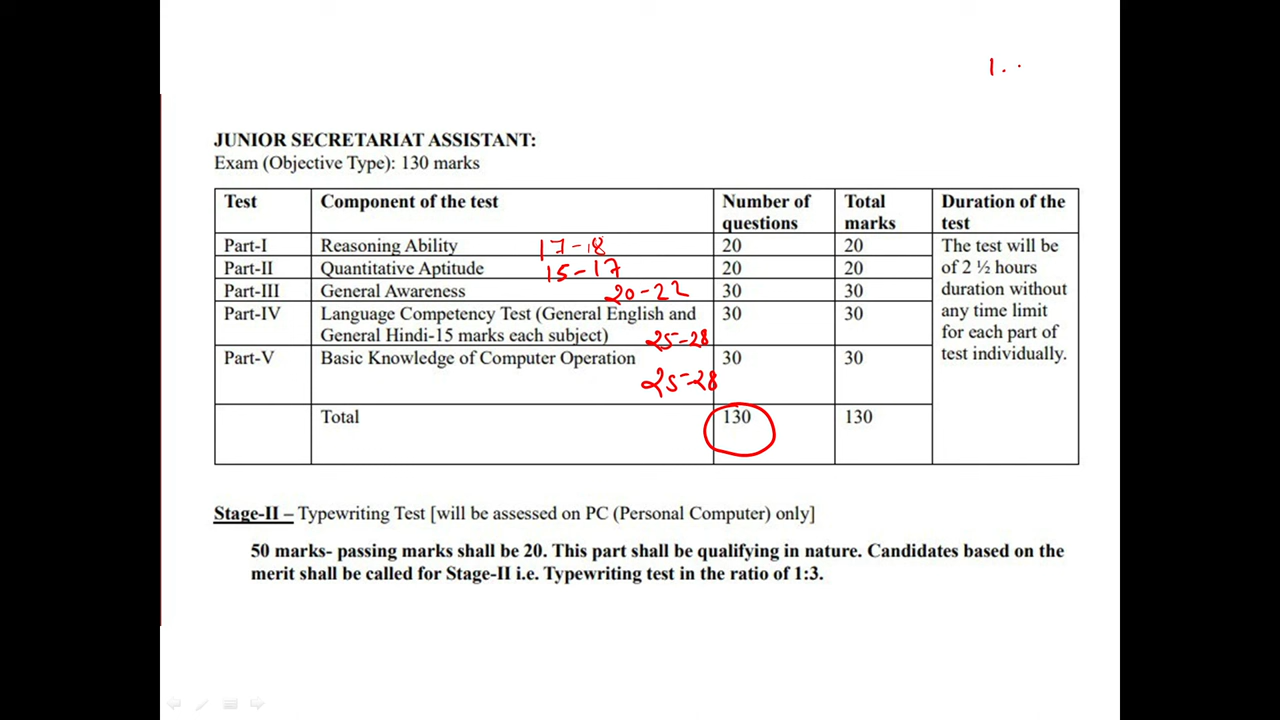 1.
JUNIOR SECRETARIAT ASSISTANT:
Exam (Objective Type): 130 marks
Test Component of the test Number of questions Total marks Duration of the test
Part-I Reasoning Ability 17-18 20 20 The test will be
Part-II Quantitative Aptitude 15-17 20 20 of 2 ½ hours
Part-III General Awareness 20-22 30 30 duration without
Part-IV Language Competency Test (General English and 30 30 any time limit
General Hindi-15 marks each subject) 25-28 for each part of
Part-V Basic Knowledge of Computer Operation 30 30 test individually.
25-28
Total 130 130
Stage-II – Typewriting Test [will be assessed on PC (Personal Computer) only]
50 marks- passing marks shall be 20. This part shall be qualifying in nature. Candidates based on the
merit shall be called for Stage-II i.e. Typewriting test in the ratio of 1:3.